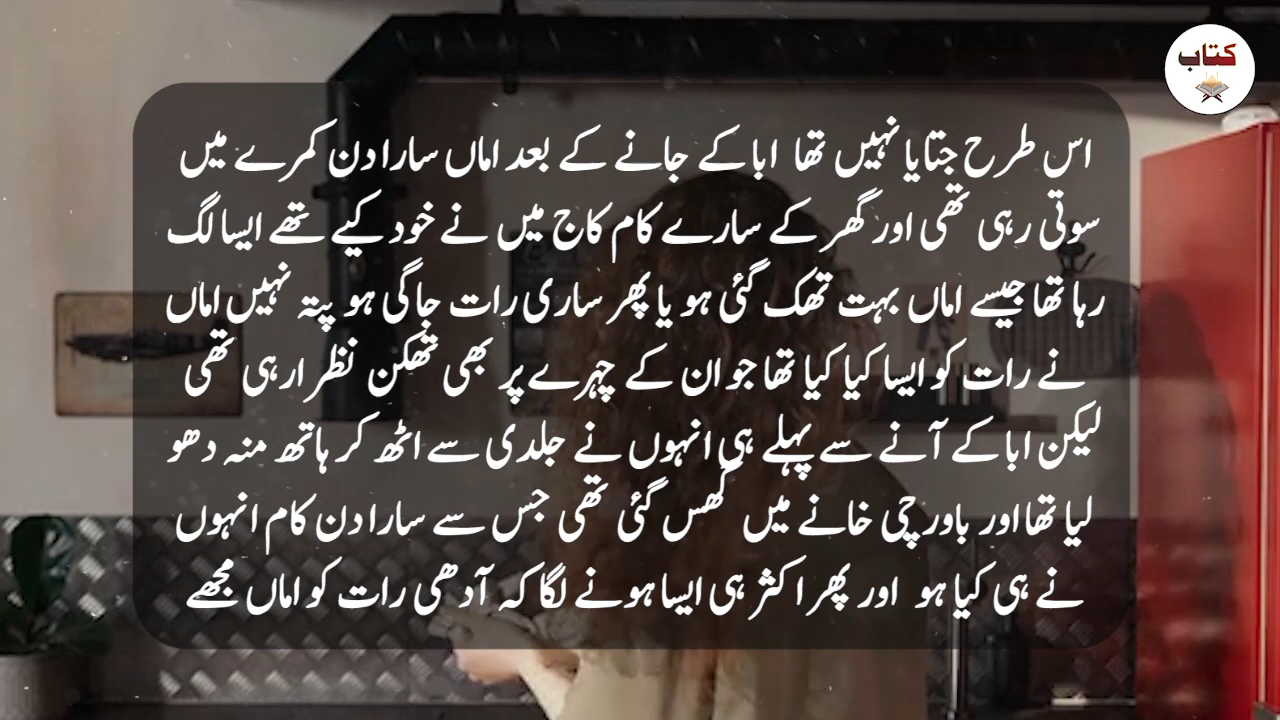 کتاب
اس طرح جتایا نہیں تھا ابا کے جانے کے بعد اماں سارا دن کمرے میں
سوتی رہی تھی اور گھر کے سارے کام کاج میں نے خود کیے تھے ایسا لگ
رہا تھا جیسے اماں بہت تھک گئی ہو یا پھر ساری رات جاگی ہو پتہ نہیں اماں
نے رات کو ایسا کیا کیا تھا جو ان کے چہرے پر بھی تھکن نظر ارہی تھی
لیکن ابا کے آنے سے پہلے ہی انہوں نے جلدی سے اٹھ کر ہاتھ منہ دھو
لیا تھا اور باورچی خانے میں گھس گئی تھی جس سے سارا دن کام انہوں
نے ہی کیا ہو اور پھر اکثر ہی ایسا ہونے لگا کہ آدھی رات کو اماں مجھے